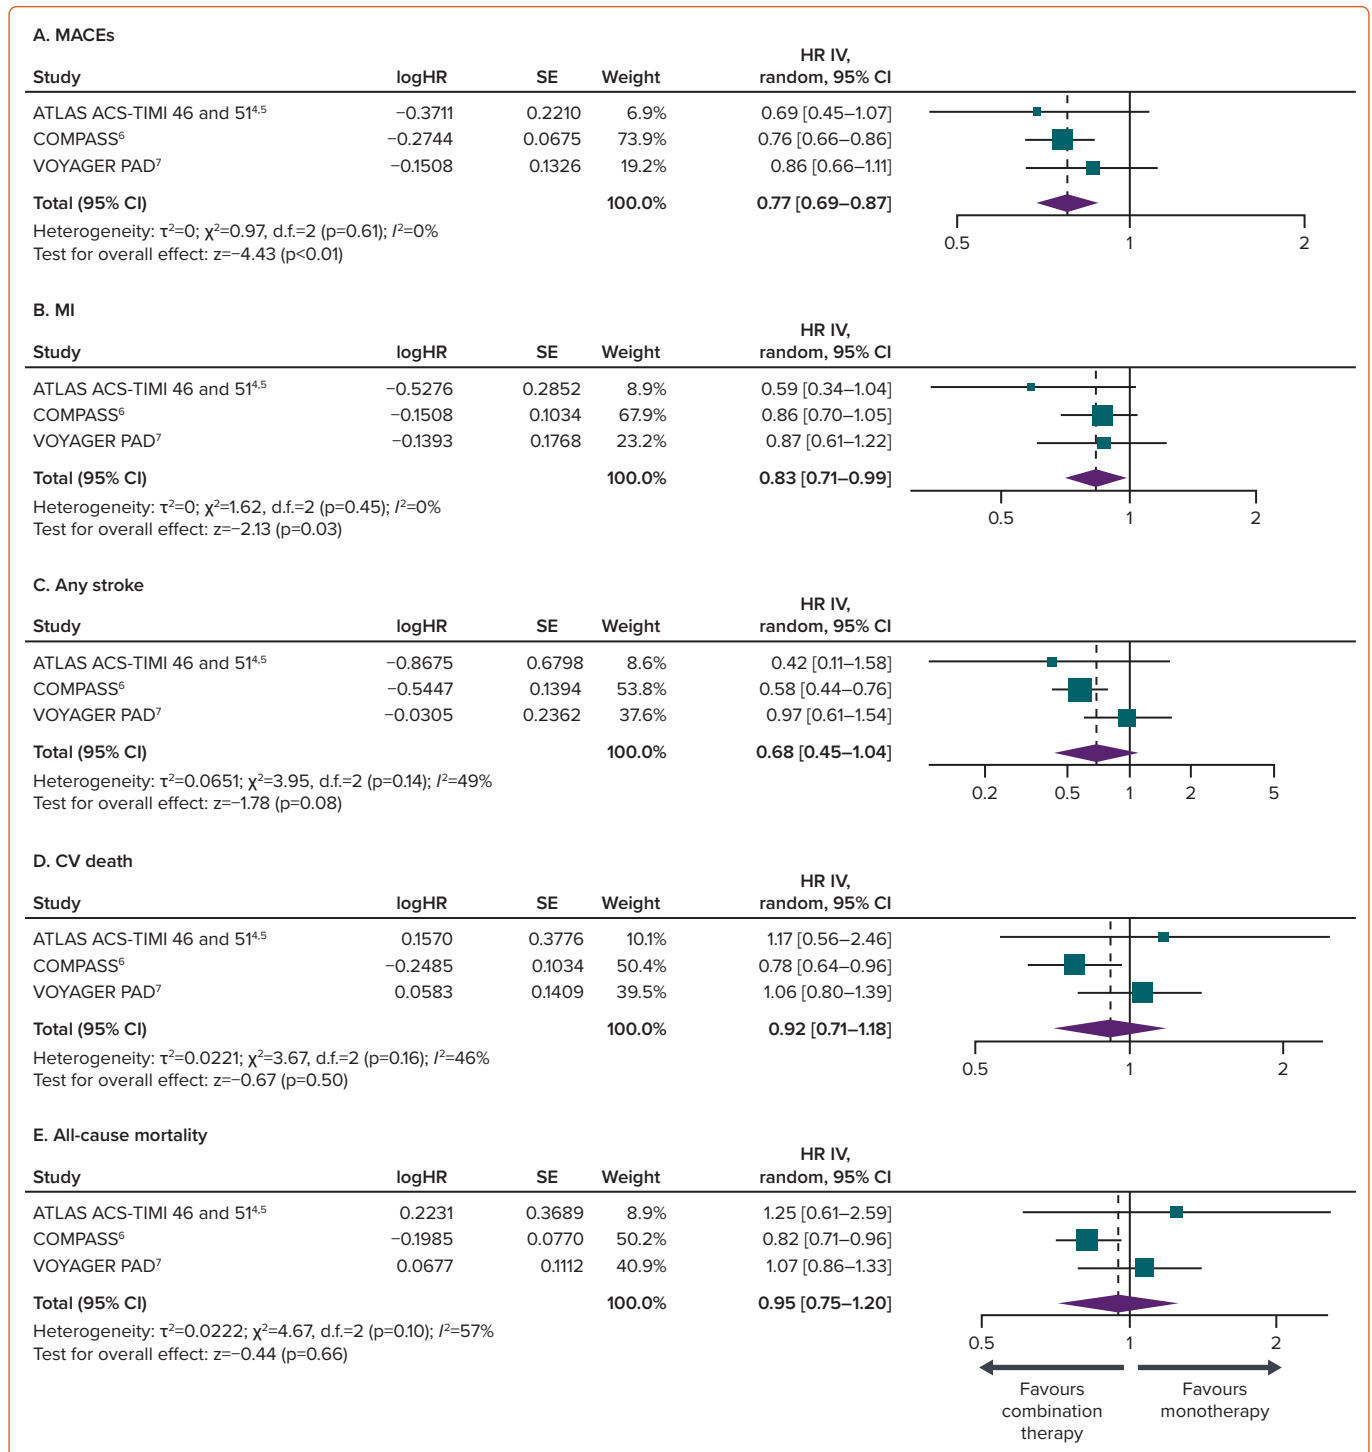 A. MACEs
HR IV,
Study logHR SE Weight random, 95% CI
ATLAS ACS-TIMI 46 and 51⁴,⁵ −0.3711 0.2210 6.9% 0.69 [0.45–1.07]
COMPASS⁶ −0.2744 0.0675 73.9% 0.76 [0.66–0.86]
VOYAGER PAD⁷ −0.1508 0.1326 19.2% 0.86 [0.66–1.11]
Total (95% CI) 100.0% 0.77 [0.69–0.87]
Heterogeneity: τ²=0; χ²=0.97, d.f.=2 (p=0.61); I²=0%
Test for overall effect: z=−4.43 (p<0.01)
0.5 1 2
B. MI
HR IV,
Study logHR SE Weight random, 95% CI
ATLAS ACS-TIMI 46 and 51⁴,⁵ −0.5276 0.2852 8.9% 0.59 [0.34–1.04]
COMPASS⁶ −0.1508 0.1034 67.9% 0.86 [0.70–1.05]
VOYAGER PAD⁷ −0.1393 0.1768 23.2% 0.87 [0.61–1.22]
Total (95% CI) 100.0% 0.83 [0.71–0.99]
Heterogeneity: τ²=0; χ²=1.62, d.f.=2 (p=0.45); I²=0%
Test for overall effect: z=−2.13 (p=0.03)
0.5 1 2
C. Any stroke
HR IV,
Study logHR SE Weight random, 95% CI
ATLAS ACS-TIMI 46 and 51⁴,⁵ −0.8675 0.6798 8.6% 0.42 [0.11–1.58]
COMPASS⁶ −0.5447 0.1394 53.8% 0.58 [0.44–0.76]
VOYAGER PAD⁷ −0.0305 0.2362 37.6% 0.97 [0.61–1.54]
Total (95% CI) 100.0% 0.68 [0.45–1.04]
Heterogeneity: τ²=0.0651; χ²=3.95, d.f.=2 (p=0.14); I²=49%
Test for overall effect: z=−1.78 (p=0.08)
0.2 0.5 1 2 5
D. CV death
HR IV,
Study logHR SE Weight random, 95% CI
ATLAS ACS-TIMI 46 and 51⁴,⁵ 0.1570 0.3776 10.1% 1.17 [0.56–2.46]
COMPASS⁶ −0.2485 0.1034 50.4% 0.78 [0.64–0.96]
VOYAGER PAD⁷ 0.0583 0.1409 39.5% 1.06 [0.80–1.39]
Total (95% CI) 100.0% 0.92 [0.71–1.18]
Heterogeneity: τ²=0.0221; χ²=3.67, d.f.=2 (p=0.16); I²=46%
Test for overall effect: z=−0.67 (p=0.50)
0.5 1 2
E. All-cause mortality
HR IV,
Study logHR SE Weight random, 95% CI
ATLAS ACS-TIMI 46 and 51⁴,⁵ 0.2231 0.3689 8.9% 1.25 [0.61–2.59]
COMPASS⁶ −0.1985 0.0770 50.2% 0.82 [0.71–0.96]
VOYAGER PAD⁷ 0.0677 0.1112 40.9% 1.07 [0.86–1.33]
Total (95% CI) 100.0% 0.95 [0.75–1.20]
Heterogeneity: τ²=0.0222; χ²=4.67, d.f.=2 (p=0.10); I²=57%
Test for overall effect: z=−0.44 (p=0.66)
0.5 1 2
Favours
combination
therapy
Favours
monotherapy